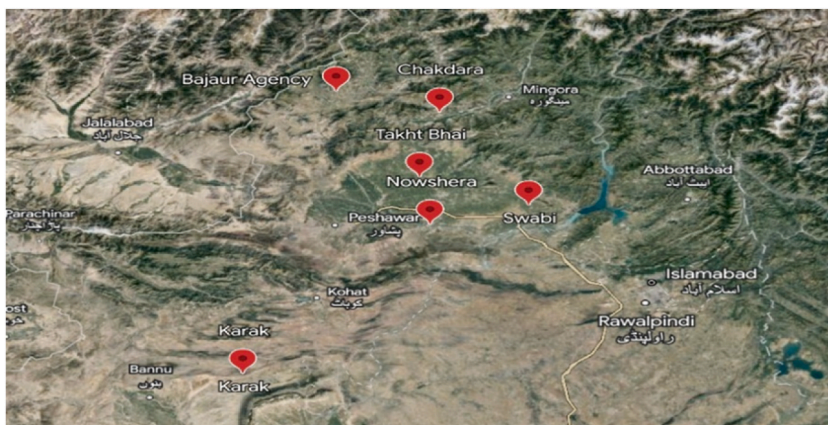 Bajaur Agency
Chakdara
Mingora
مینگورہ
Jalalabad
جلال آباد
Takht Bhai
Nowshera
Abbottabad
ایبٹ آباد
Parachinar
Peshawar
پشاور
Swabi
Islamabad
اسلام آباد
Kohat
کوہاٹ
Rawalpindi
راولپنڈی
Karak
Bannu
بنوں
Karak